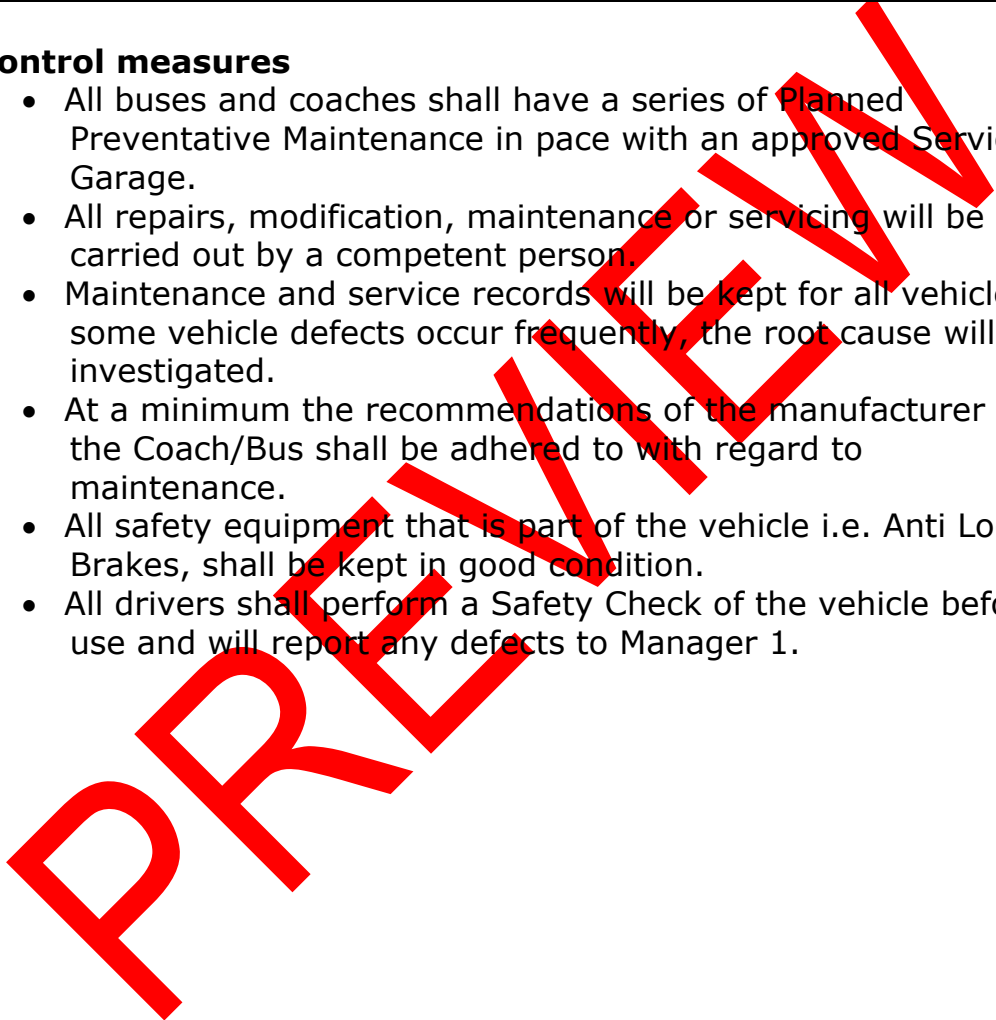 ontrol measures
• All buses and coaches shall have a series of Planned
Preventative Maintenance in pace with an approved Servi
Garage.
• All repairs, modification, maintenance or servicing will be
carried out by a competent person.
• Maintenance and service records will be kept for all vehicl
some vehicle defects occur frequently, the root cause will
investigated.
• At a minimum the recommendations of the manufacturer
the Coach/Bus shall be adhered to with regard to
maintenance.
• All safety equipment that is part of the vehicle i.e. Anti Lo
Brakes, shall be kept in good condition.
• All drivers shall perform a Safety Check of the vehicle befo
use and will report any defects to Manager 1.
PREVIEW